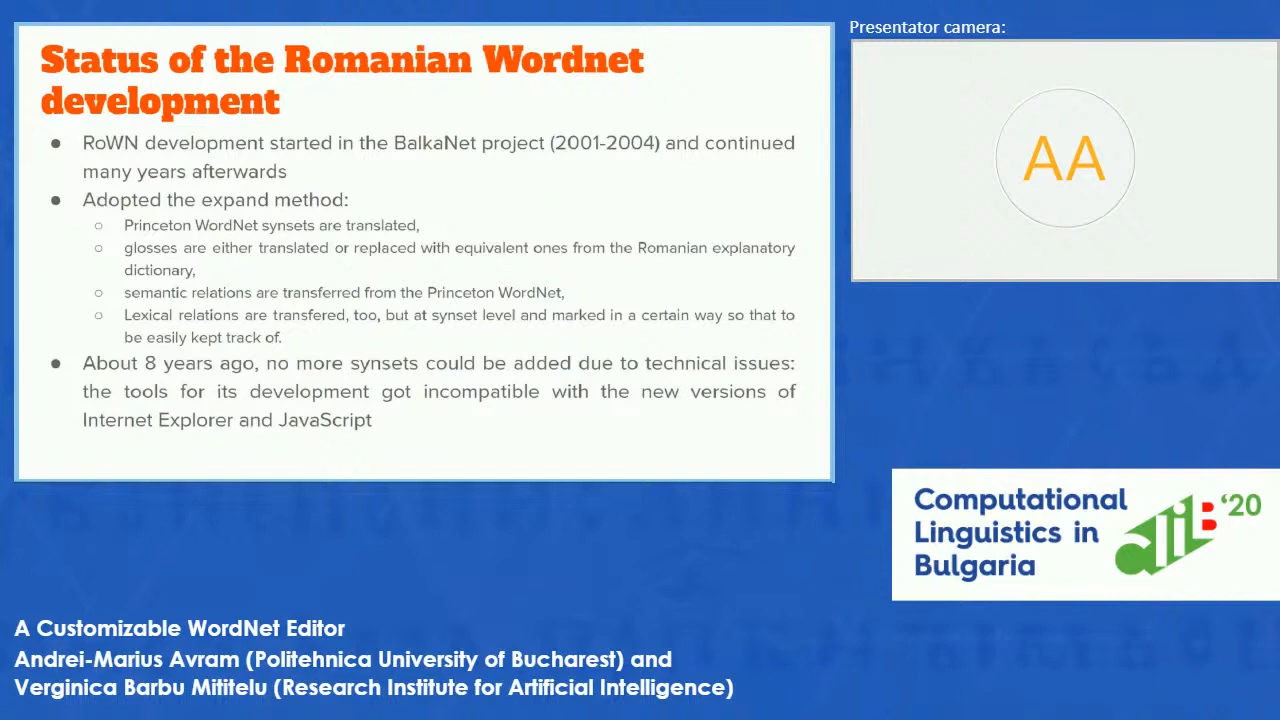 Status of the Romanian Wordnet
development
● RoWN development started in the BalkaNet project (2001-2004) and continued
many years afterwards
● Adopted the expand method:
○ Princeton WordNet synsets are translated,
○ glosses are either translated or replaced with equivalent ones from the Romanian explanatory
dictionary,
○ semantic relations are transferred from the Princeton WordNet,
○ Lexical relations are transfered, too, but at synset level and marked in a certain way so that to
be easily kept track of.
● About 8 years ago, no more synsets could be added due to technical issues:
the tools for its development got incompatible with the new versions of
Internet Explorer and JavaScript
Presentator camera:
AA
Computational
Linguistics in
Bulgaria
clIB '20
A Customizable WordNet Editor
Andrei-Marius Avram (Politehnica University of Bucharest) and
Verginica Barbu Mititelu (Research Institute for Artificial Intelligence)